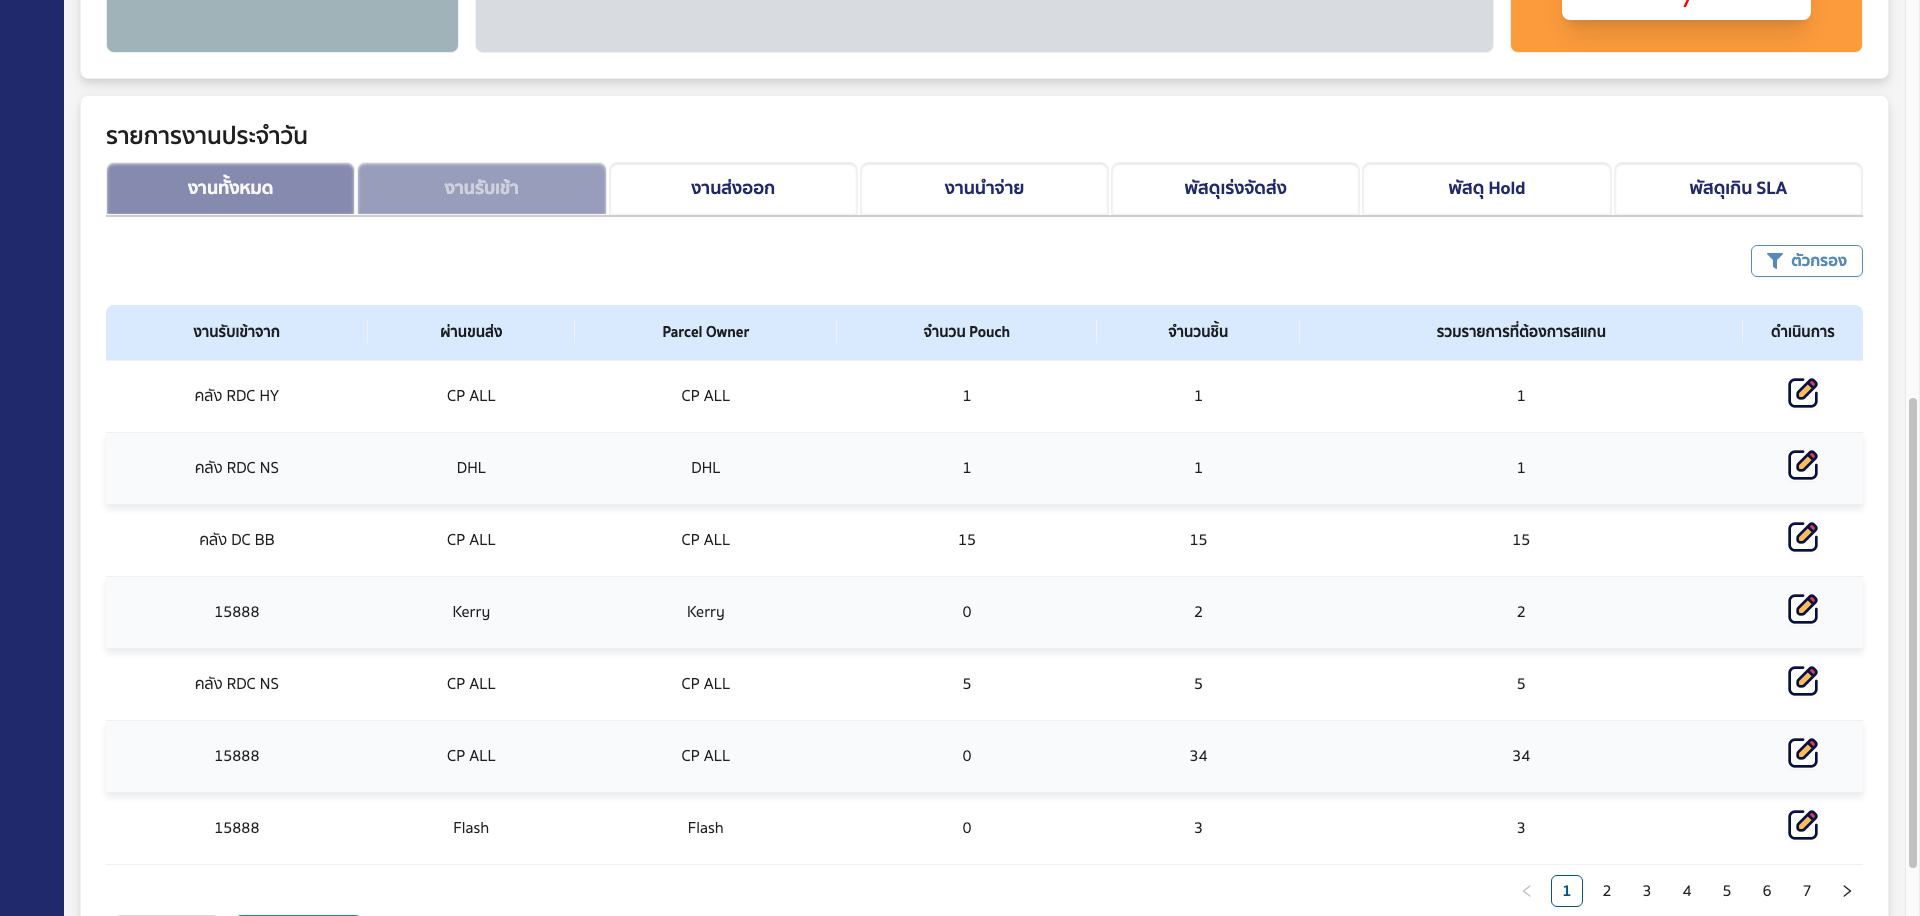 รายการงานประจำวัน
งานทั้งหมด งานรับเข้า งานส่งออก งานนำจ่าย พัสดุเร่งจัดส่ง พัสดุ Hold พัสดุเกิน SLA
ตัวกรอง
งานรับเข้าจาก ผ่านขนส่ง Parcel Owner จำนวน Pouch จำนวนชิ้น รวมรายการที่ต้องการสแกน ดำเนินการ
คลัง RDC HY CP ALL CP ALL 1 1 1
คลัง RDC NS DHL DHL 1 1 1
คลัง DC BB CP ALL CP ALL 15 15 15
15888 Kerry Kerry 0 2 2
คลัง RDC NS CP ALL CP ALL 5 5 5
15888 CP ALL CP ALL 0 34 34
15888 Flash Flash 0 3 3
1 2 3 4 5 6 7